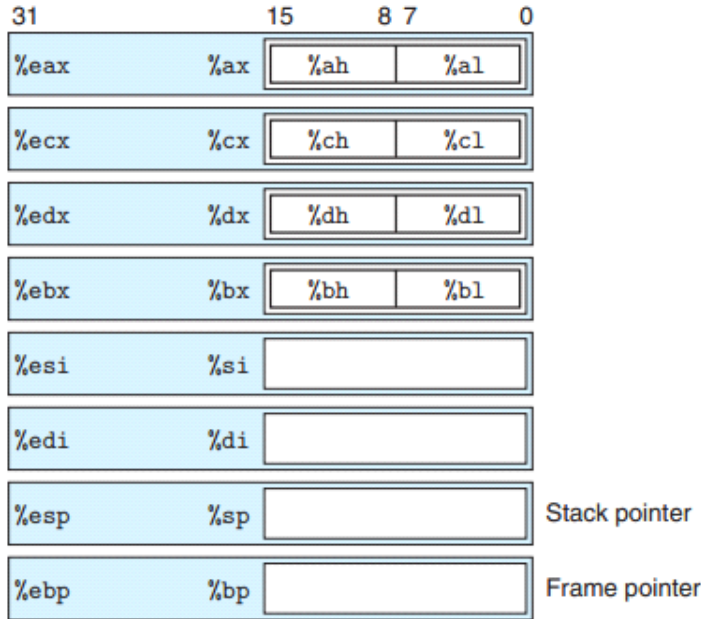 31 15 8 7 0
%eax %ax %ah %al
%ecx %cx %ch %cl
%edx %dx %dh %dl
%ebx %bx %bh %bl
%esi %si
%edi %di
%esp %sp Stack pointer
%ebp %bp Frame pointer